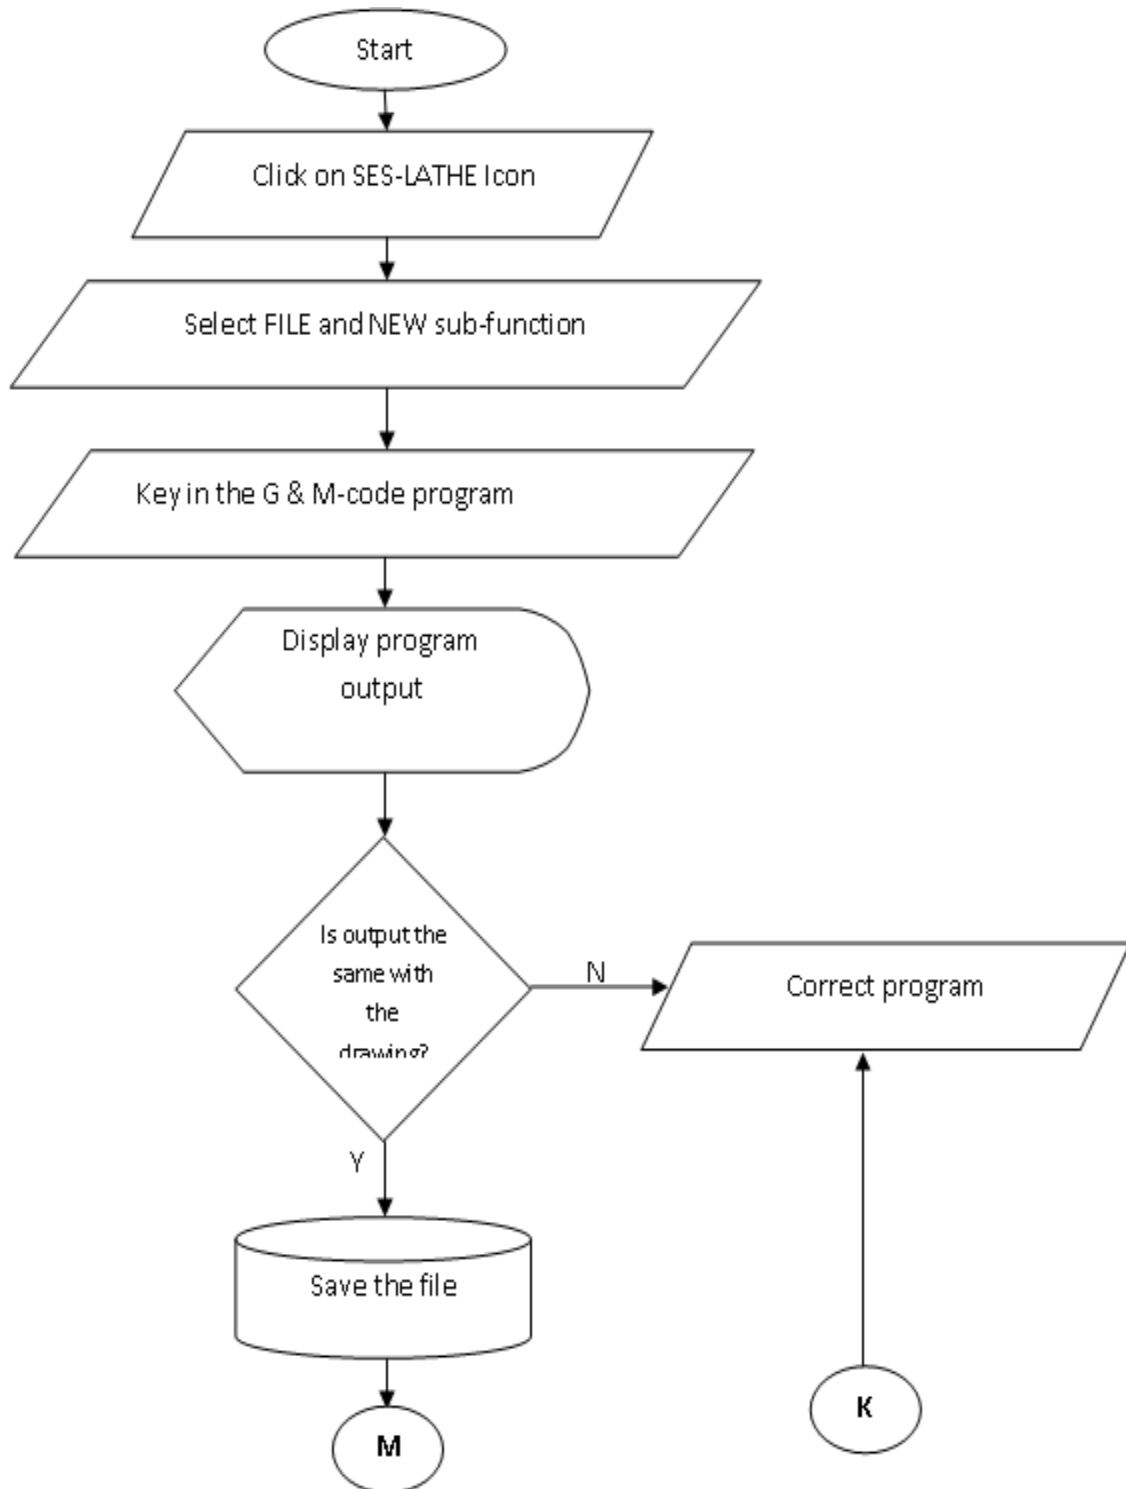 Start
Click on SES-LATHE Icon
Select FILE and NEW sub-function
Key in the G & M-code program
Display program
output
Is output the
same with
the
drawing?
N
Correct program
Y
Save the file
M
K